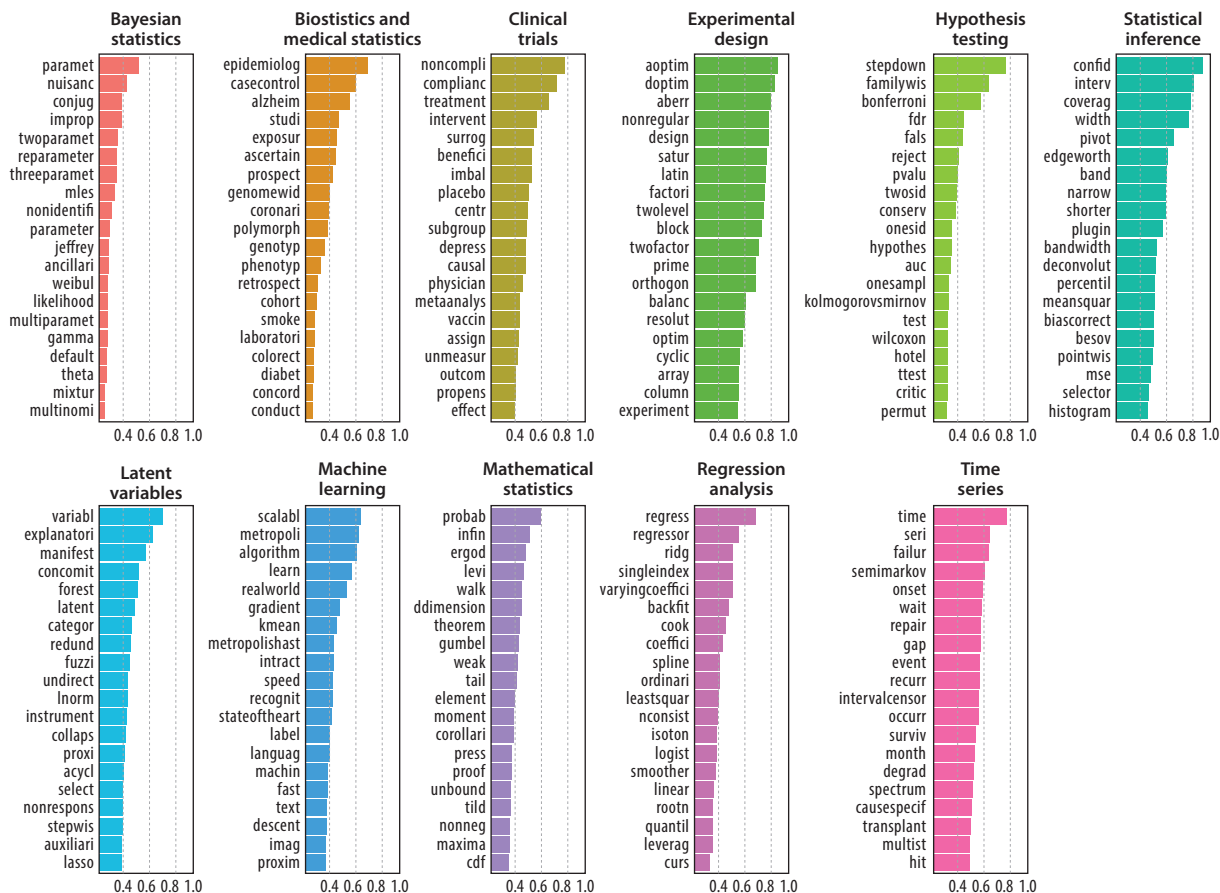 Bayesian
statistics
paramet
nuisanc
conjug
improp
twoparamet
reparameter
threeparamet
mles
nonidentifi
parameter
jeffrey
ancillari
weibul
likelihood
multiparamet
gamma
default
theta
mixtur
multinomi
0.4 0.6 0.8 1.0
Biostistics and
medical statistics
epidemiolog
casecontrol
alzheim
studi
exposur
ascertain
prospect
genomewid
coronari
polymorph
genotyp
phenotyp
retrospect
cohort
smoke
laboratori
colorect
diabet
concord
conduct
0.4 0.6 0.8 1.0
Clinical
trials
noncompli
complianc
treatment
intervent
surrog
benefici
imbal
placebo
centr
subgroup
depress
causal
physician
metaanalys
vaccin
assign
unmeasur
outcom
propens
effect
0.4 0.6 0.8 1.0
Experimental
design
aoptim
doptim
aberr
nonregular
design
satur
latin
factori
twolevel
block
twofactor
prime
orthogon
balanc
resolut
optim
cyclic
array
column
experiment
0.4 0.6 0.8 1.0
Hypothesis
testing
stepdown
familywis
bonferroni
fdr
fals
reject
pvalu
twosid
conserv
onesid
hypothes
auc
onesampl
kolmogorovsmirnov
test
wilcoxon
hotel
ttest
critic
permut
0.4 0.6 0.8 1.0
Statistical
inference
confid
interv
coverag
width
pivot
edgeworth
band
narrow
shorter
plugin
bandwidth
deconvolut
percentil
meansquar
biascorrect
besov
pointwis
mse
selector
histogram
0.4 0.6 0.8 1.0
Latent
variables
variabl
explanatori
manifest
concomit
forest
latent
categor
redund
fuzzi
undirect
lnorm
instrument
collaps
proxi
acycl
select
nonrespons
stepwis
auxiliari
lasso
0.4 0.6 0.8 1.0
Machine
learning
scalabl
metropoli
algorithm
learn
realworld
gradient
kmean
metropolishast
intract
speed
recognit
stateoftheart
label
languag
machin
fast
text
descent
imag
proxim
0.4 0.6 0.8 1.0
Mathematical
statistics
probab
infin
ergod
levi
walk
ddimension
theorem
gumbel
weak
tail
element
moment
corollari
press
proof
unbound
tild
nonneg
maxima
cdf
0.4 0.6 0.8 1.0
Regression
analysis
regress
regressor
ridg
singleindex
varyingcoeffici
backfit
cook
coeffici
spline
ordinari
leastsquar
nconsist
isoton
logist
smoother
linear
rootn
quantil
leverag
curs
0.4 0.6 0.8 1.0
Time
series
time
seri
failur
semimarkov
onset
wait
repair
gap
event
recurr
intervalcensor
occurr
surviv
month
degrad
spectrum
causespecif
transplant
multist
hit
0.4 0.6 0.8 1.0